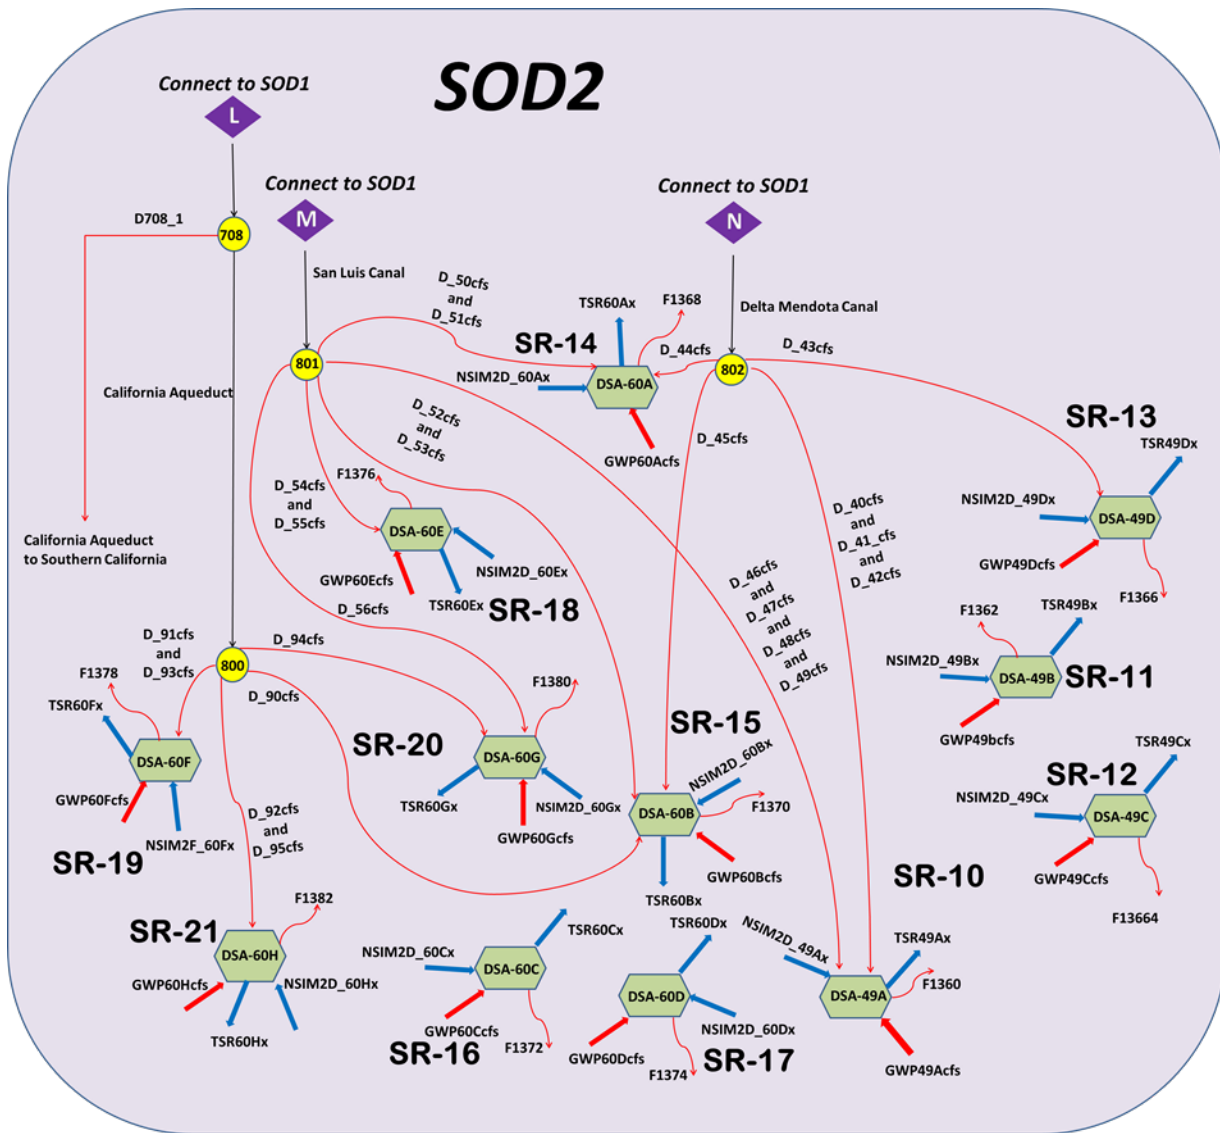 SOD2
Connect to SOD1
L
Connect to SOD1
M
Connect to SOD1
N
D708_1
708
San Luis Canal
D_50cfs
and
D_51cfs
TSR60Ax
F1368
Delta Mendota Canal
SR-14
D_44cfs
D_43cfs
801
802
NSIM2D_60Ax
DSA-60A
California Aqueduct
D_52cfs
and
D_53cfs
GWP60Acfs
D_45cfs
SR-13
TSR49Dx
F1376
D_54cfs
and
D_55cfs
NSIM2D_49Dx
D_40cfs
and
D_41_cfs
and
D_42cfs
DSA-49D
California Aqueduct
to Southern California
DSA-60E
NSIM2D_60Ex
GWP60Ecfs
TSR60Ex
SR-18
GWP49Dcfs
F1366
D_46cfs
and
D_47cfs
and
D_48cfs
and
D_49cfs
D_56cfs
F1362
TSR49Bx
D_91cfs
and
D_93cfs
D_94cfs
800
D_90cfs
NSIM2D_49Bx
DSA-49B
SR-11
F1378
F1380
TSR60Fx
GWP49bcfs
SR-15
SR-20
TSR49Cx
DSA-60F
DSA-60G
NSIM2D_60Bx
SR-12
GWP60Fcfs
TSR60Gx
NSIM2D_60Gx
F1370
NSIM2D_49Cx
DSA-60B
DSA-49C
D_92cfs
and
D_95cfs
GWP60Gcfs
NSIM2F_60Fx
SR-19
GWP60Bcfs
SR-10
GWP49Ccfs
F1382
TSR60Bx
F13664
SR-21
TSR60Cx
TSR60Dx
NSIM2D_49Ax
TSR49Ax
DSA-60H
NSIM2D_60Cx
DSA-60C
F1360
GWP60Hcfs
NSIM2D_60Hx
DSA-60D
DSA-49A
TSR60Hx
GWP60Ccfs
F1372
NSIM2D_60Dx
SR-16
GWP60Dcfs
SR-17
F1374
GWP49Acfs